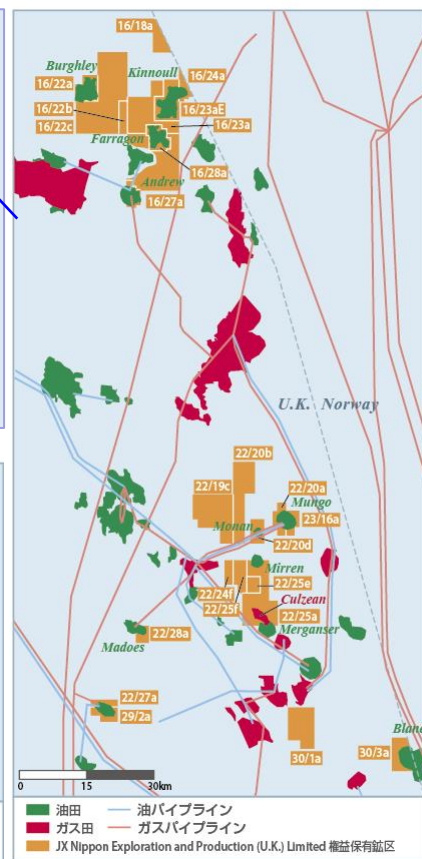 16/18a
Burghley
Kinnoull
16/22a
16/24a
16/22b
16/23aE
16/22c
16/23a
Farragon
16/28a
Andrew
16/27a
U.K. Norway
22/20b
22/19c
22/20a
Mungo
23/16a
Monan
22/20d
Mirren
22/24f
22/25e
22/25f
Culzean
22/25a
Merganser
Madoes
22/28a
22/27a
29/2a
30/1a
Blane
30/3a
0 15 30km
油田 油パイプライン
ガス田 ガスパイプライン
JX Nippon Exploration and Production (U.K.) Limited 権益保有鉱区